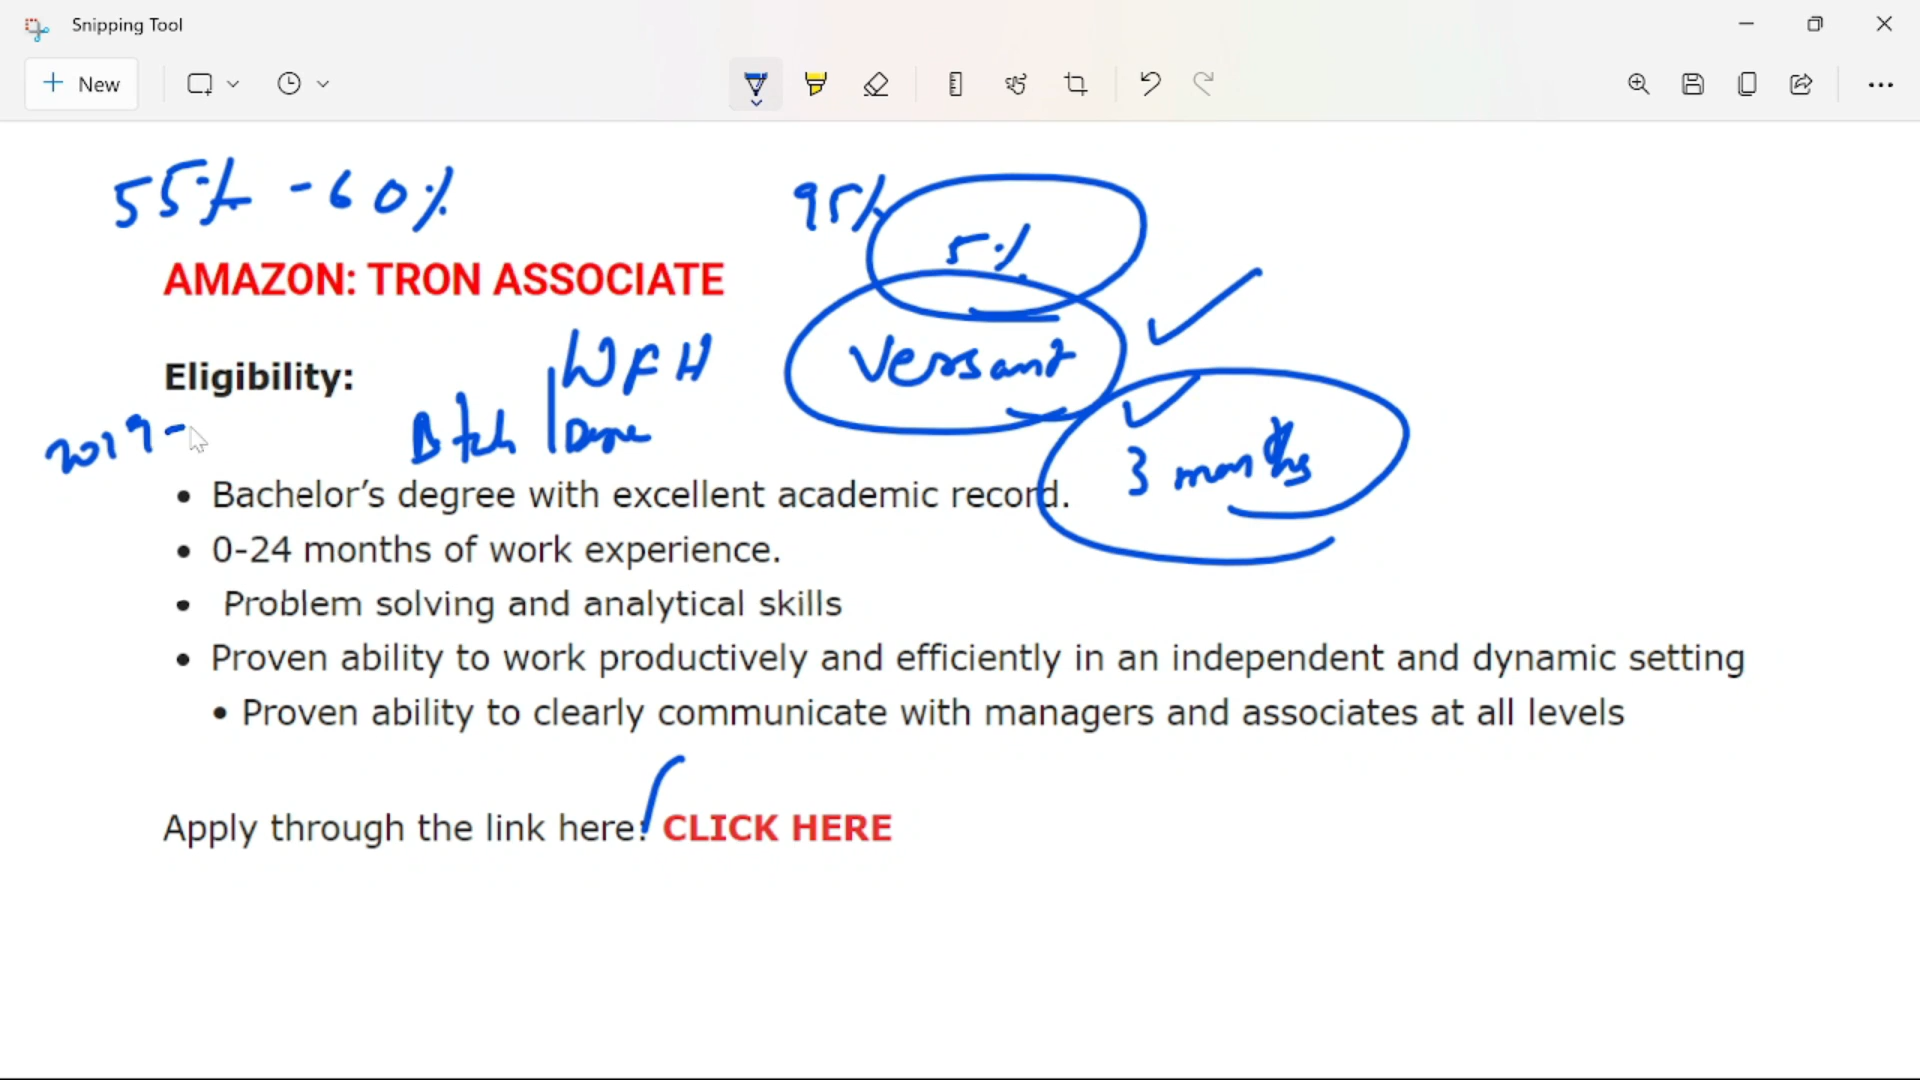 Snipping Tool
New
55% - 60%
95%
5%
AMAZON: TRON ASSOCIATE
WFH
Versant
Eligibility:
2019 -
Btch
3 months
• Bachelor’s degree with excellent academic record.
• 0-24 months of work experience.
• Problem solving and analytical skills
• Proven ability to work productively and efficiently in an independent and dynamic setting
• Proven ability to clearly communicate with managers and associates at all levels
Apply through the link here: CLICK HERE